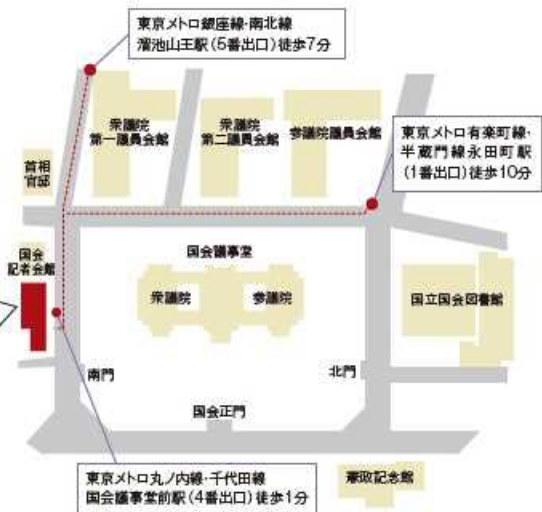 東京メトロ銀座線・南北線
溜池山王駅(5番出口)徒歩7分
衆議院
第一議員会館
衆議院
第二議員会館
参議院議員会館
東京メトロ有楽町線・
半蔵門線永田町駅
(1番出口)徒歩10分
首相
官邸
国会
記者会館
国会議事堂
衆議院
参議院
国立国会図書館
南門
北門
国会正門
東京メトロ丸ノ内線・千代田線
国会議事堂前駅(4番出口)徒歩1分
憲政記念館